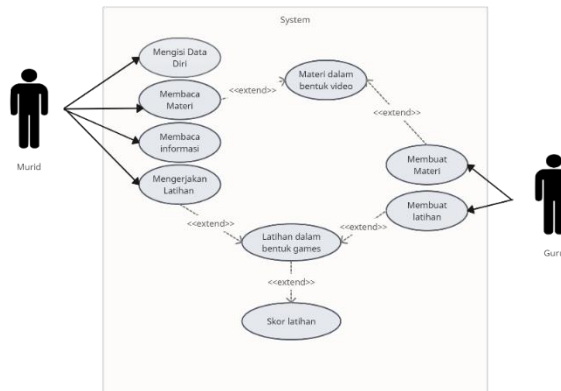 System
Mengisi Data
Diri
Membaca
Materi
<<extend>>
Materi dalam
bentuk video
<<extend>>
Murid
Membaca
informasi
Mengerjakan
Latihan
Membuat
Materi
Membuat
latihan
Guru
<<extend>>
Latihan dalam
bentuk games
<<extend>>
<<extend>>
Skor latihan